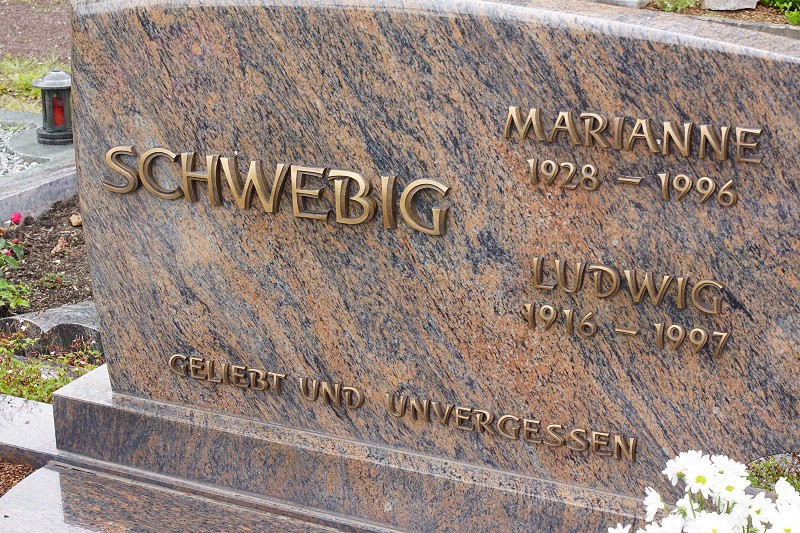 SCHWEBIG
MARIANNE
1928 – 1996
LUDWIG
1916 – 1997
GELIEBT UND UNVERGESSEN